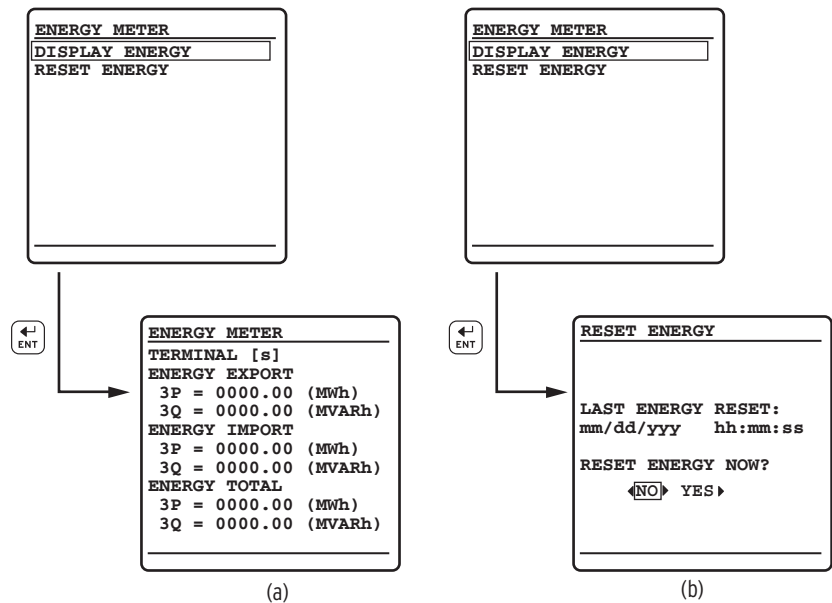 ENERGY METER
DISPLAY ENERGY
RESET ENERGY
ENT
ENERGY METER
TERMINAL [s]
ENERGY EXPORT
3P = 0000.00 (MWh)
3Q = 0000.00 (MVARh)
ENERGY IMPORT
3P = 0000.00 (MWh)
3Q = 0000.00 (MVARh)
ENERGY TOTAL
3P = 0000.00 (MWh)
3Q = 0000.00 (MVARh)
(a)
ENERGY METER
DISPLAY ENERGY
RESET ENERGY
ENT
RESET ENERGY
LAST ENERGY RESET:
mm/dd/yyy hh:mm:ss
RESET ENERGY NOW?
NO YES
(b)